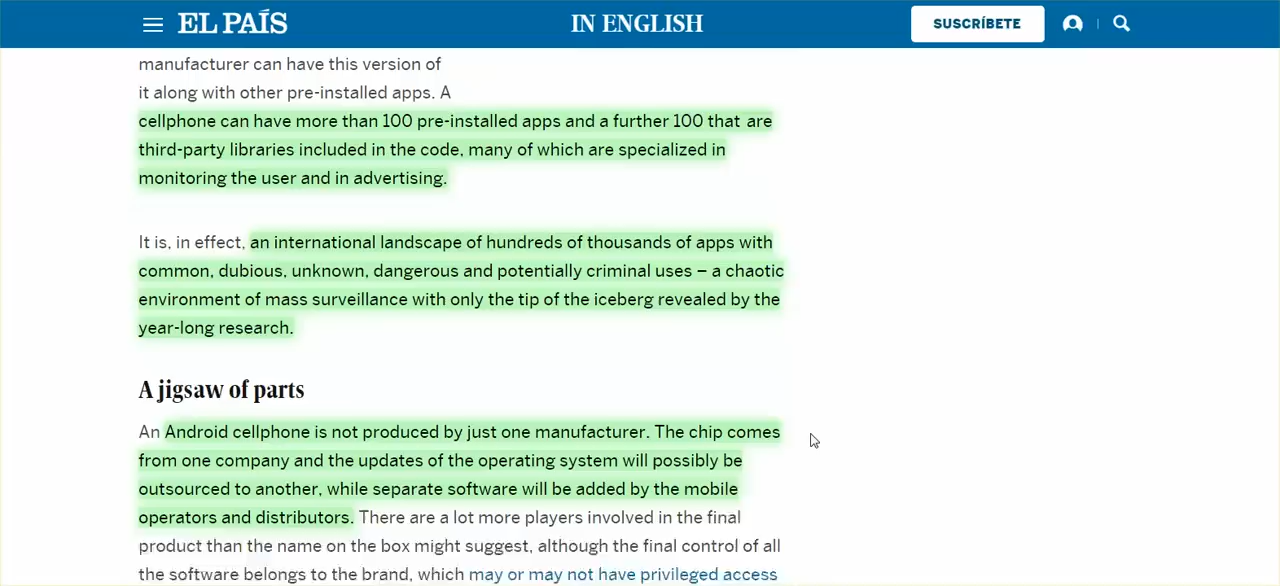 EL PAÍS
IN ENGLISH
SUSCRÍBETE
manufacturer can have this version of
it along with other pre-installed apps. A
cellphone can have more than 100 pre-installed apps and a further 100 that are
third-party libraries included in the code, many of which are specialized in
monitoring the user and in advertising.
It is, in effect, an international landscape of hundreds of thousands of apps with
common, dubious, unknown, dangerous and potentially criminal uses – a chaotic
environment of mass surveillance with only the tip of the iceberg revealed by the
year-long research.
A jigsaw of parts
An Android cellphone is not produced by just one manufacturer. The chip comes
from one company and the updates of the operating system will possibly be
outsourced to another, while separate software will be added by the mobile
operators and distributors. There are a lot more players involved in the final
product than the name on the box might suggest, although the final control of all
the software belongs to the brand, which may or may not have privileged access